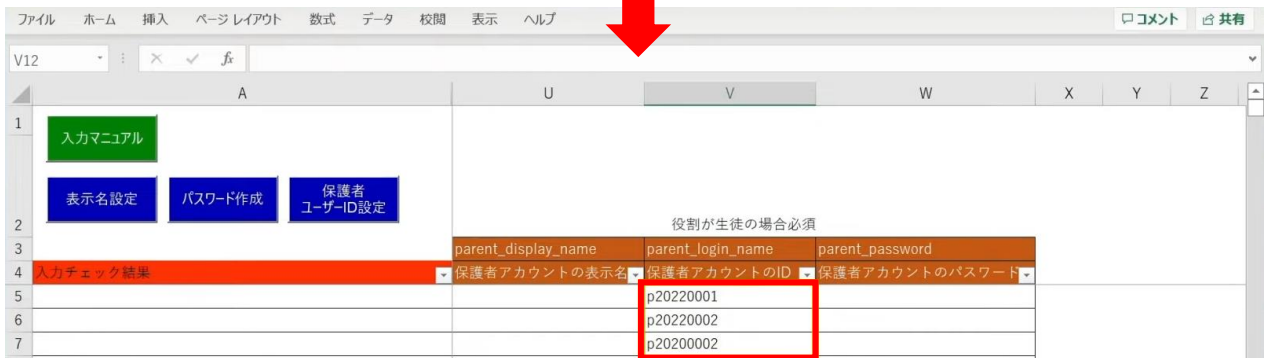 ファイル ホーム 挿入 ページ レイアウト 数式 データ 校閲 表示 ヘルプ コメント 共有
V12 fx
A U V W X Y Z
1
入力マニュアル
表示名設定 パスワード作成 保護者
ユーザーID設定
2 役割が生徒の場合必須
3 parent_display_name parent_login_name parent_password
4 入力チェック結果 保護者アカウントの表示名 保護者アカウントのID 保護者アカウントのパスワード
5 p20220001
6 p20220002
7 p20200002